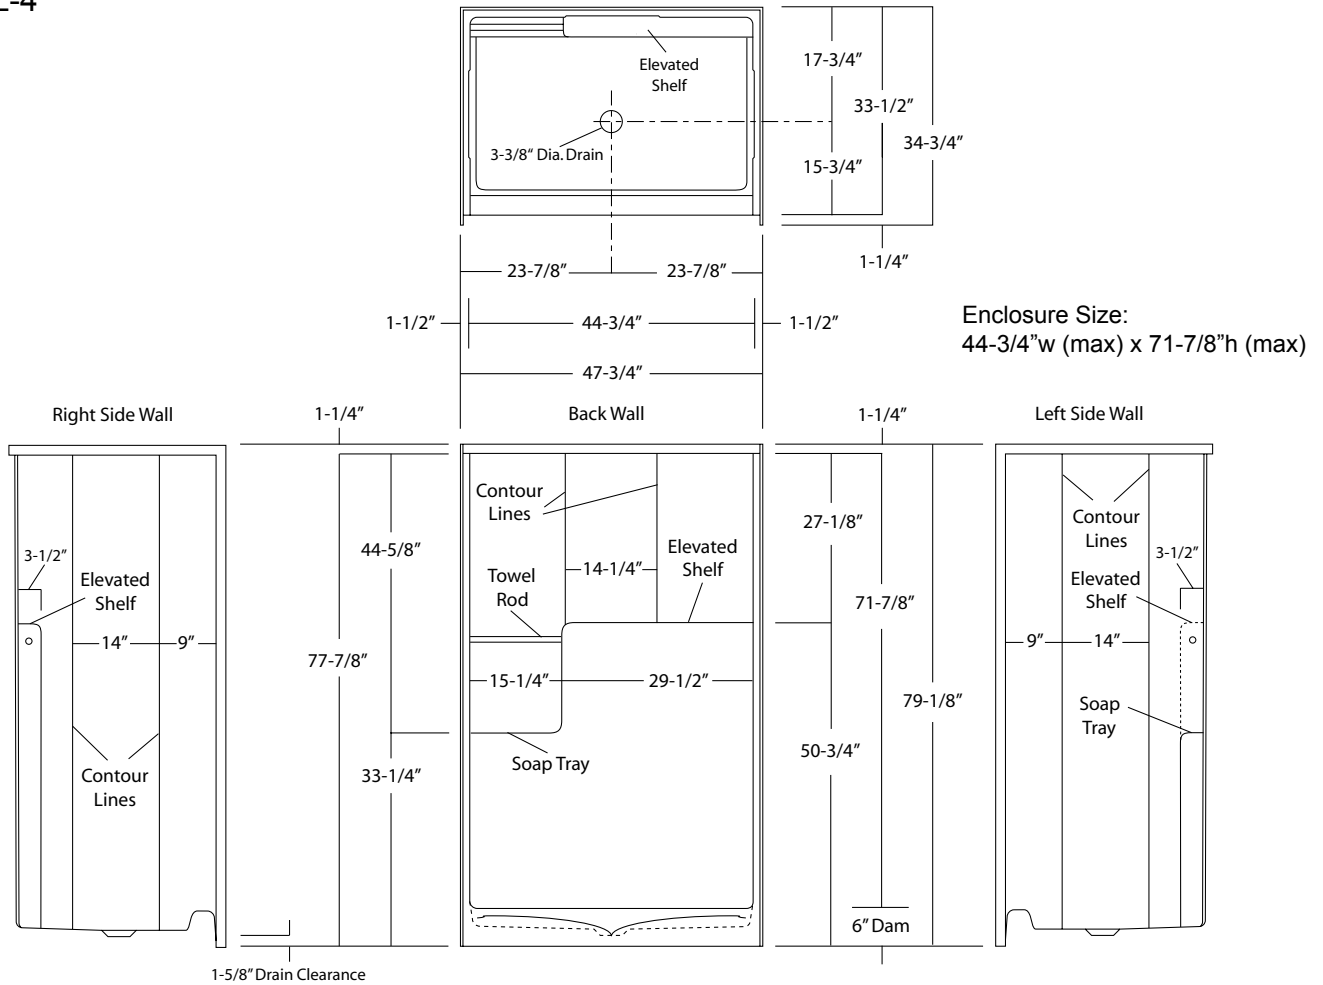 Elevated
Shelf
3-3/8" Dia. Drain
17-3/4"
33-1/2"
34-3/4"
15-3/4"
1-1/4"
23-7/8"
23-7/8"
1-1/2"
44-3/4"
1-1/2"
47-3/4"
Enclosure Size:
44-3/4"w (max) x 71-7/8"h (max)
Right Side Wall
3-1/2"
Elevated
Shelf
14"
9"
Contour
Lines
1-5/8" Drain Clearance
1-1/4"
44-5/8"
77-7/8"
33-1/4"
Back Wall
Contour
Lines
14-1/4"
Elevated
Shelf
Towel
Rod
15-1/4"
29-1/2"
Soap Tray
1-1/4"
27-1/8"
71-7/8"
79-1/8"
50-3/4"
6" Dam
Left Side Wall
Contour
Lines
3-1/2"
Elevated
Shelf
9"
14"
Soap
Tray